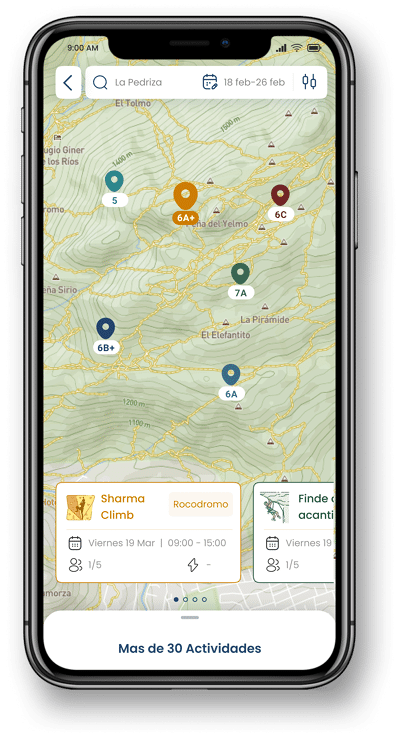 9:00 AM
La Pedriza
18 feb-26 feb
El Tolmo
1500 m
ugio Giner
e los Ríos
1400 m
5
6A+
6C
romo
Peña del Yelmo
7A
eña Sirio
La Pirámide
El Elefantito
6B+
6A
1200 m
1100 m
Sharma
Climb
Rocodromo
Viernes 19 Mar | 09:00 - 15:00
1/5
-
Finde
acanti
Viernes 19
1/5
amorza
Mas de 30 Actividades